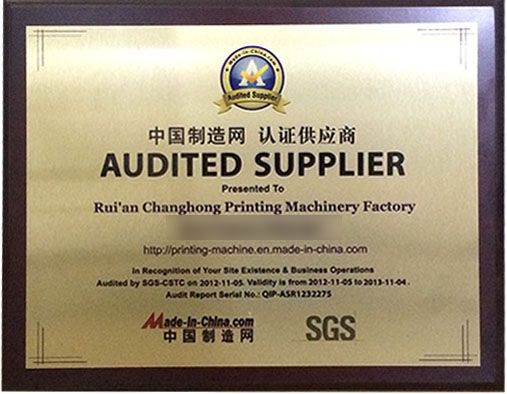 Made-in-China.com
Audited Supplier
中国制造网 认证供应商
AUDITED SUPPLIER
Presented To
Rui'an Changhong Printing Machinery Factory
http://printing-machine.en.made-in-china.com
In Recognition of Your Site Existence & Business Operations
Audited by SGS-CSTC on 2012-11-05. Validity is from 2012-11-05 to 2013-11-04.
Audit Report Serial No.: QIP-ASR1232275
Made-in-China.com
中国制造网
SGS